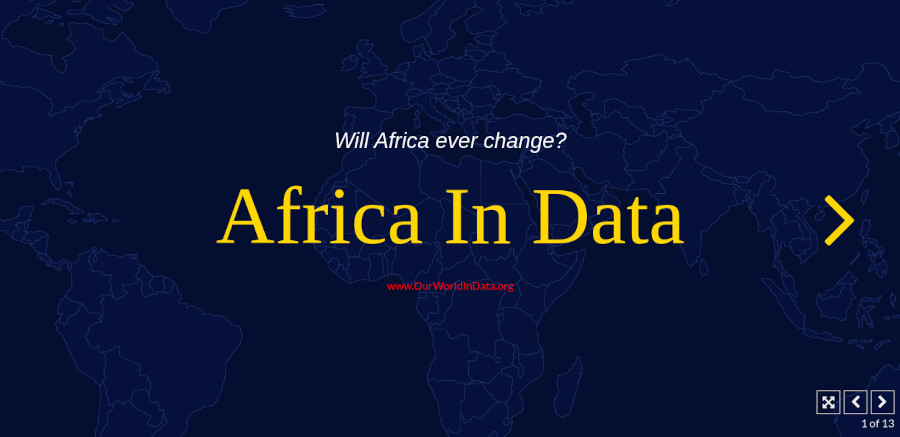 Will Africa ever change?
Africa In Data
www.OurWorldInData.org
1 of 13